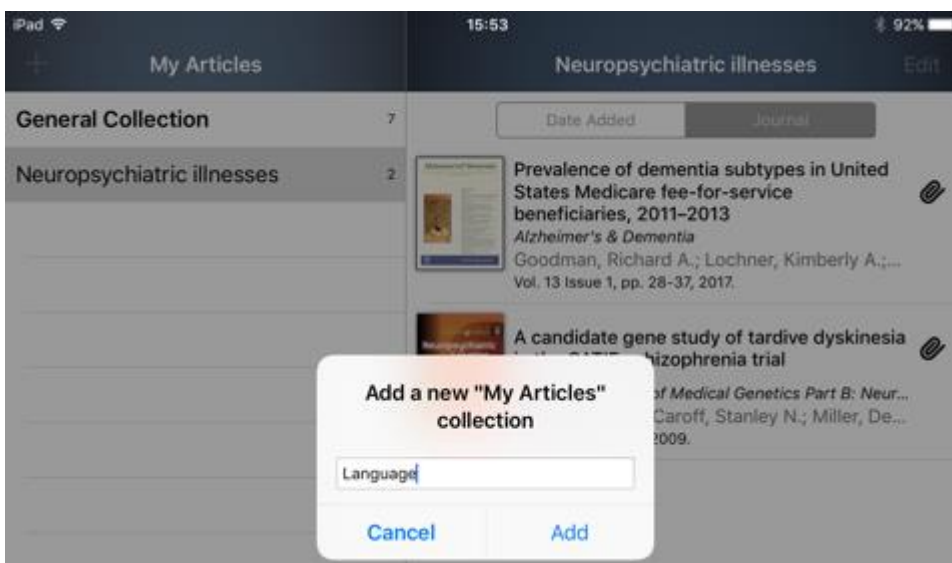 iPad
15:53
92%
My Articles
Neuropsychiatric illnesses
Edit
General Collection 7
Neuropsychiatric illnesses 2
Date Added
Journal
Prevalence of dementia subtypes in United
States Medicare fee-for-service
beneficiaries, 2011–2013
Alzheimer's & Dementia
Goodman, Richard A.; Lochner, Kimberly A.;...
Vol. 13 Issue 1, pp. 28-37, 2017.
A candidate gene study of tardive dyskinesia
trial
of Medical Genetics Part B: Neur...
Caroff, Stanley N.; Miller, De...
2009.
Add a new "My Articles"
collection
Language
Cancel
Add